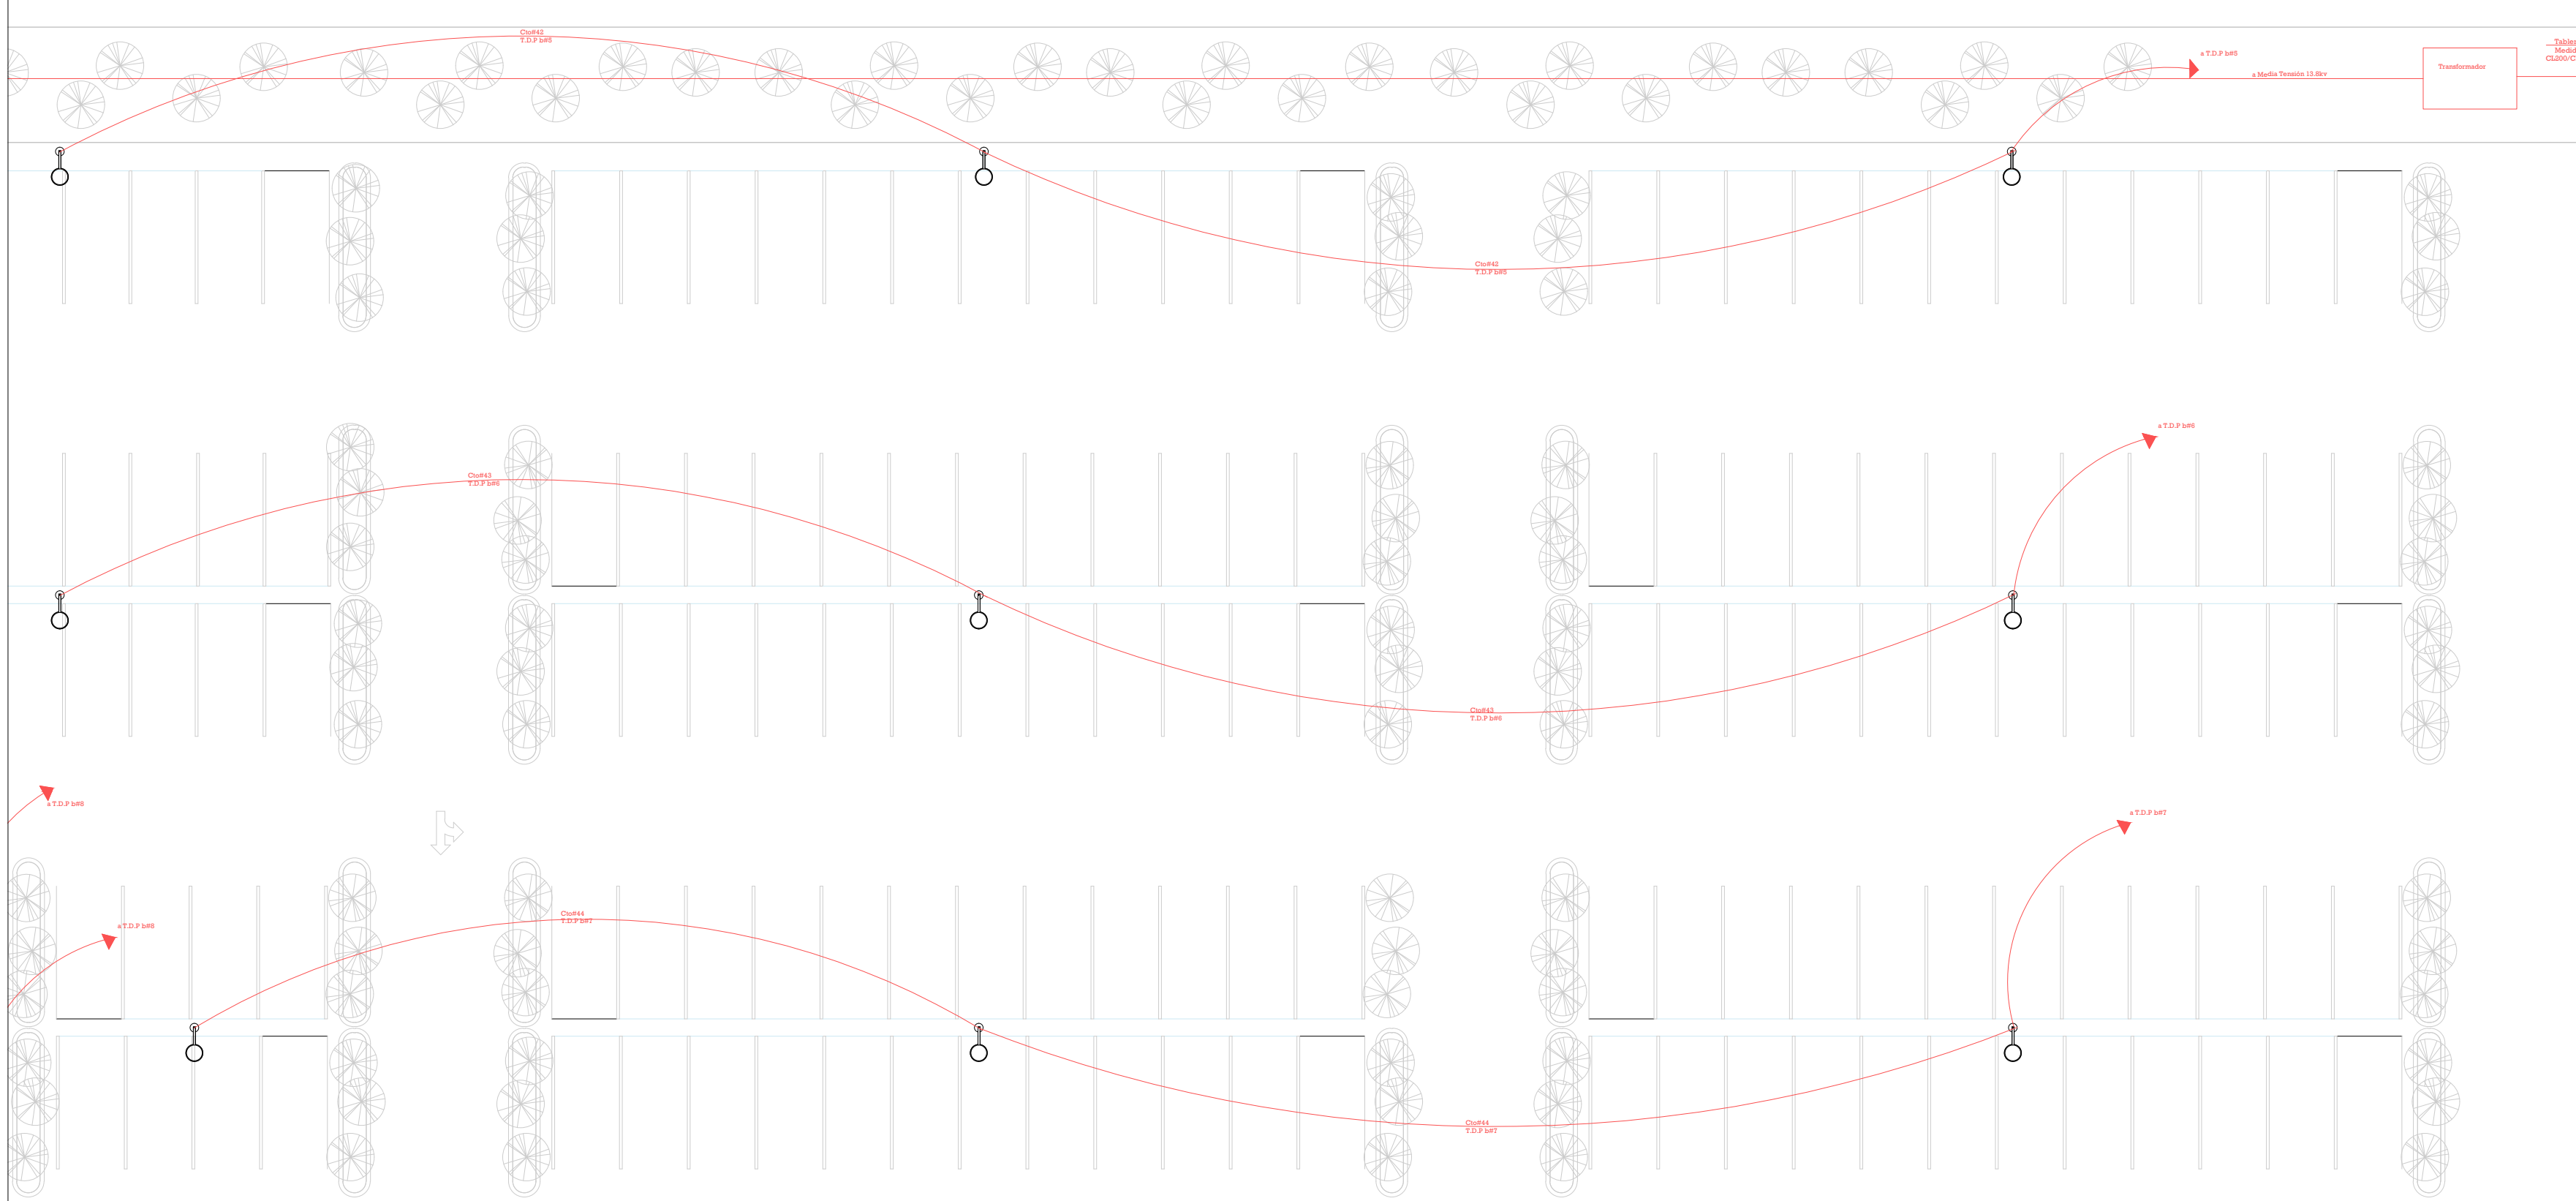 Cto#42
T.D.P b#5
a T.D.P b#5
a Media Tensión 13.8kv
Transformador
Cto#42
T.D.P b#5
a T.D.P b#6
Cto#43
T.D.P b#6
Cto#43
T.D.P b#6
a T.D.P b#8
a T.D.P b#7
Cto#44
T.D.P b#7
a T.D.P b#8
Cto#44
T.D.P b#7